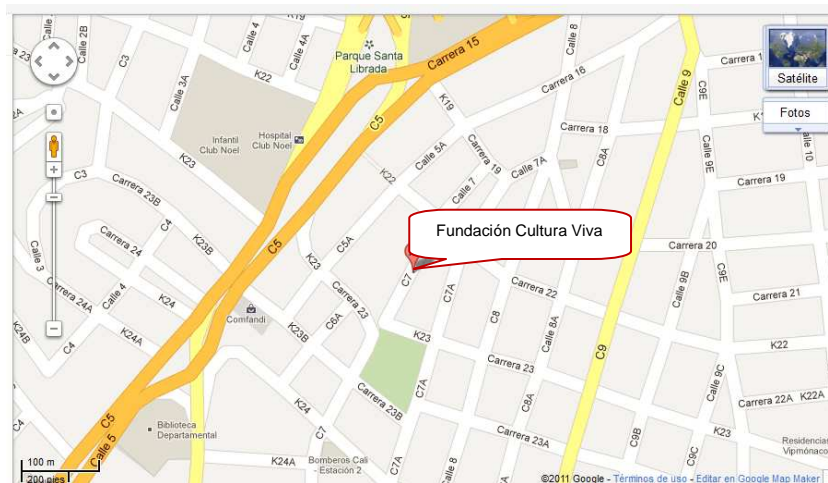 Calle 2B
C3
Calle 4
Calle 4A
Parque Santa
Librada
Carrera 15
Calle 8
Calle 9
C9E
Satélite
Fotos
K22
Calle 3A
K19
Carrera 16
Carrera 18
Infantil
Club Noel
Hospital
Club Noel
C5
Calle 5A
Carrera 19
Calle 7A
C8A
Calle 9E
Calle 10
K23
K22
Calle 7
Carrera 19
C3
Carrera 23B
C4
Fundación Cultura Viva
Calle 3
Carrera 24
K23B
C5
C5A
K23
Carrera 20
Calle 4
K24
Carrera 23
C7
C7A
Carrera 22
Calle 9B
C9E
Carrera 24A
Comfandi
C6A
C8
Calle 8A
Carrera 21
K24B
C4
K24A
K23B
K23
C9
K22
Carrera 23
Calle 9C
Carrera 23B
C7A
C8A
Carrera 22A
K22A
C4
C5
Calle 5
Biblioteca
Departamental
K24
C7
Carrera 23A
C9B
K23
Residencias
Vipmónaco
100 m
200 pies
K24A
Bomberos Cali
- Estación 2
C7A
Calle 8
C9C
©2011 Google - Términos de uso - Editar en Google Map Maker